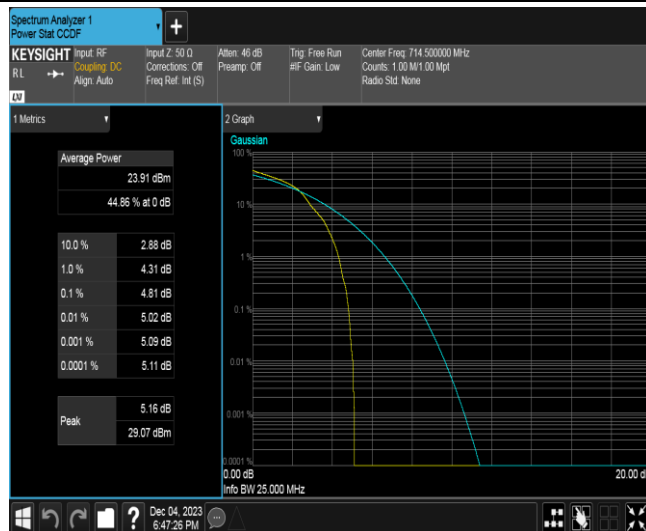 Spectrum Analyzer 1
Power Stat CCDF
+
KEYSIGHT
RL
Input: RF
Coupling: DC
Align: Auto
Input Z: 50 Ω
Corrections: Off
Freq Ref: Int (S)
Atten: 46 dB
Preamp: Off
Trig: Free Run
#IF Gain: Low
Center Freq: 714.500000 MHz
Counts: 1.00 M/1.00 Mpt
Radio Std: None
LXI
1 Metrics
Average Power
23.91 dBm
44.86 % at 0 dB
10.0 % 2.88 dB
1.0 % 4.31 dB
0.1 % 4.81 dB
0.01 % 5.02 dB
0.001 % 5.09 dB
0.0001 % 5.11 dB
Peak
5.16 dB
29.07 dBm
2 Graph
Gaussian
100 %
10 %
1 %
0.1 %
0.01 %
0.001 %
0.0001 %
0.00 dB
20.00 d
Info BW 25.000 MHz
?
Dec 04, 2023
6:47:26 PM